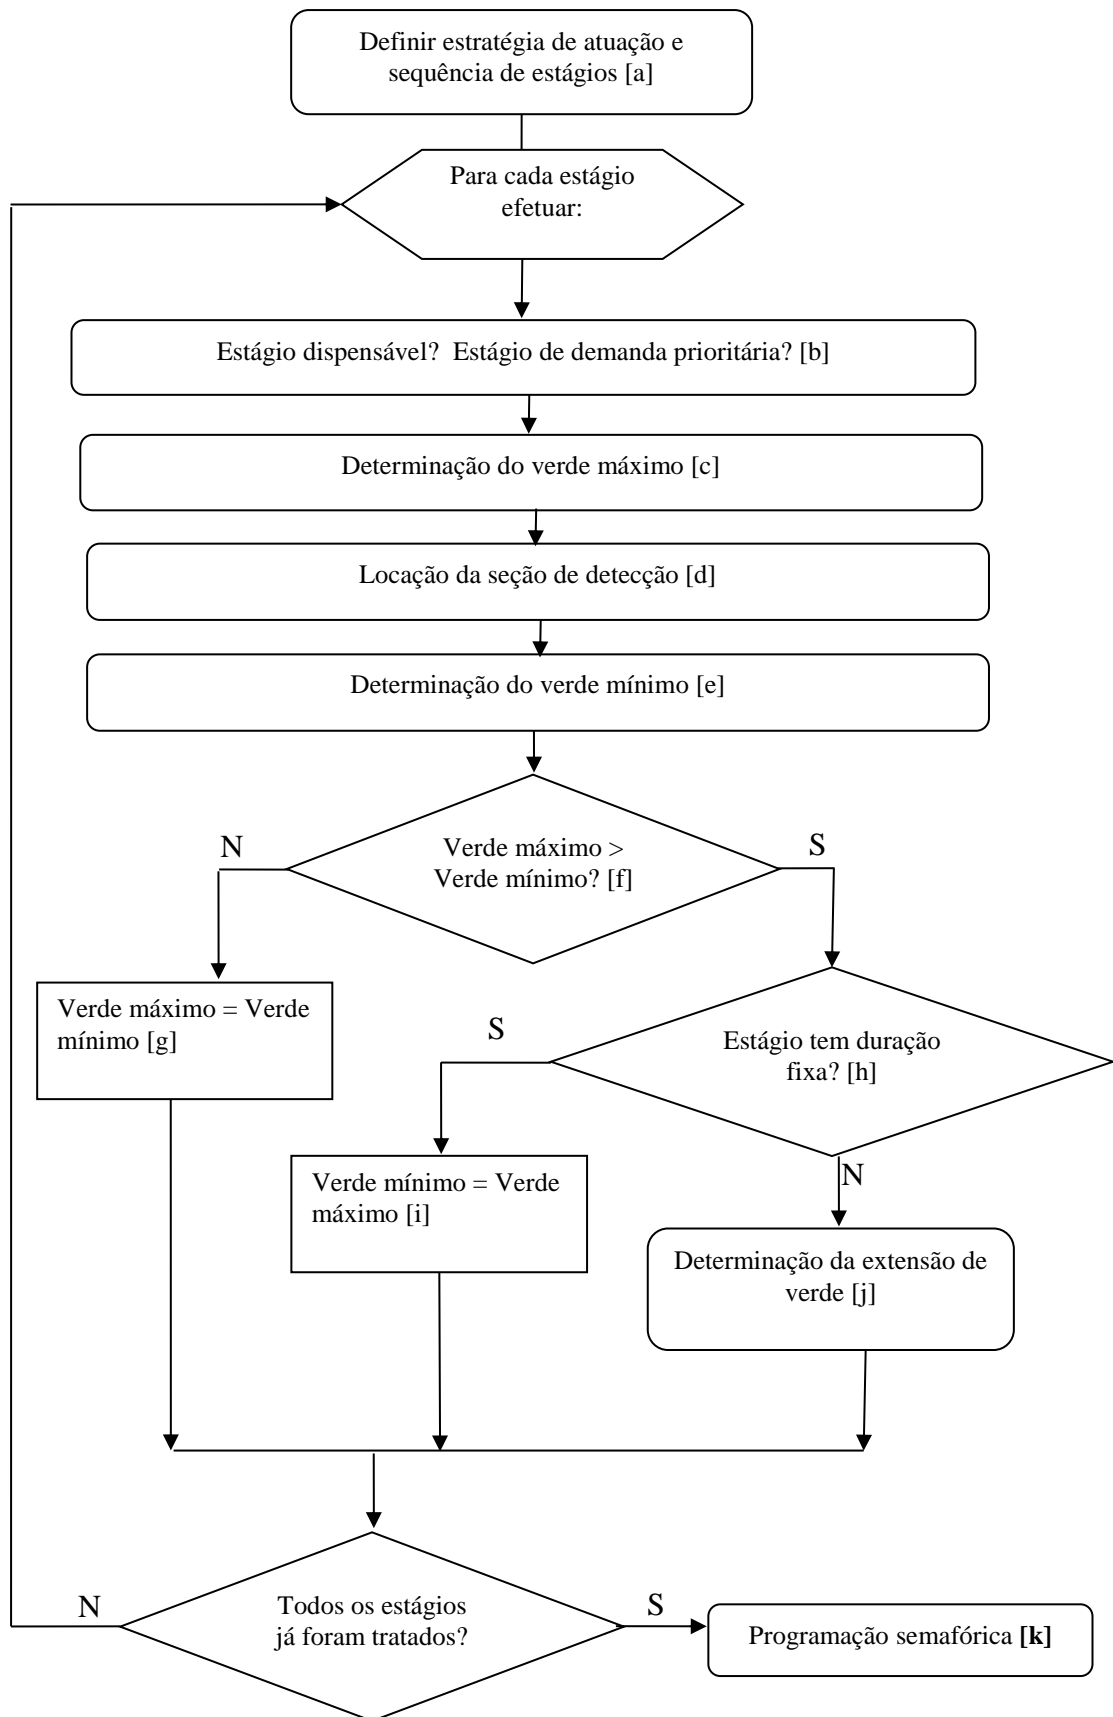 Definir estratégia de atuação e
sequência de estágios [a]
Para cada estágio
efetuar:
Estágio dispensável?  Estágio de demanda prioritária? [b]
Determinação do verde máximo [c]
Locação da seção de detecção [d]
Determinação do verde mínimo [e]
N
Verde máximo >
Verde mínimo? [f]
S
Verde máximo = Verde
mínimo [g]
S
Estágio tem duração
fixa? [h]
Verde mínimo = Verde
máximo [i]
N
Determinação da extensão de
verde [j]
N
Todos os estágios
já foram tratados?
S
Programação semafórica [k]